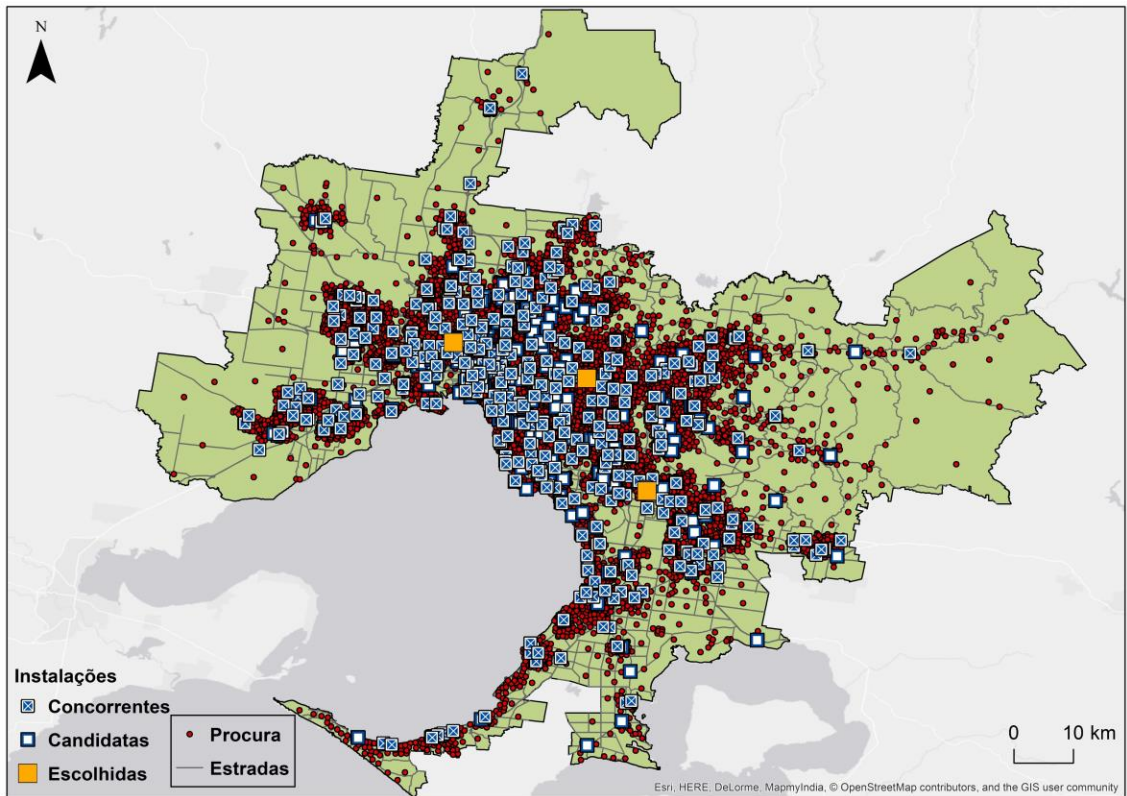 N
Instalações
Concorrentes
Candidatas
Escolhidas
Procura
Estradas
0 10 km
Esri, HERE, DeLorme, MapmyIndia, © OpenStreetMap contributors, and the GIS user community